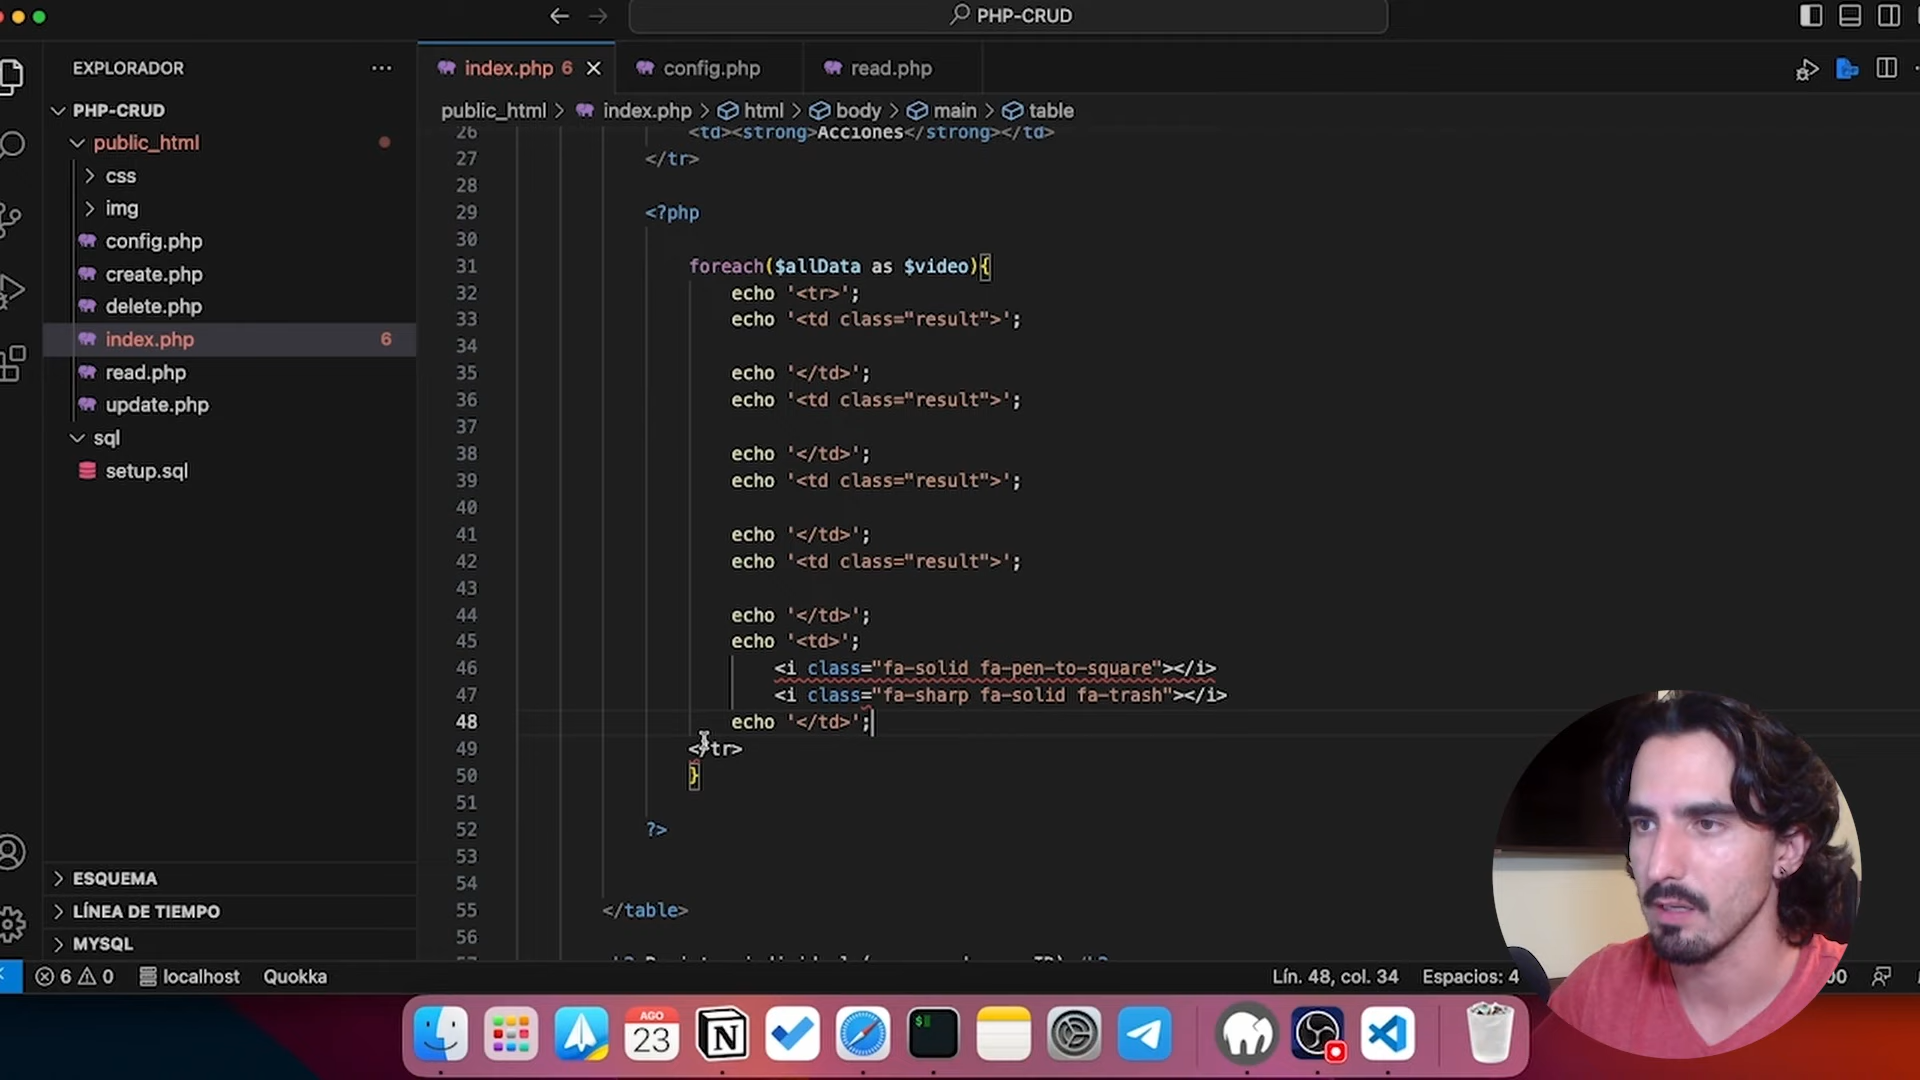 PHP-CRUD
EXPLORADOR
index.php 6
config.php
read.php
PHP-CRUD
public_html
css
img
config.php
create.php
delete.php
index.php 6
read.php
update.php
sql
setup.sql
ESQUEMA
LÍNEA DE TIEMPO
MYSQL
public_html > index.php > html > body > main > table
26 <td><strong>Acciones</strong></td>
27 </tr>
28
29 <?php
30
31 foreach($allData as $video){
32 echo '<tr>';
33 echo '<td class="result">';
34
35 echo '</td>';
36 echo '<td class="result">';
37
38 echo '</td>';
39 echo '<td class="result">';
40
41 echo '</td>';
42 echo '<td class="result">';
43
44 echo '</td>';
45 echo '<td>';
46 <i class="fa-solid fa-pen-to-square"></i>
47 <i class="fa-sharp fa-solid fa-trash"></i>
48 echo '</td>';
49 </tr>
50 }
51
52 ?>
53
54
55 </table>
56
6 0 localhost Quokka
Lín. 48, col. 34 Espacios: 4
AGO
23